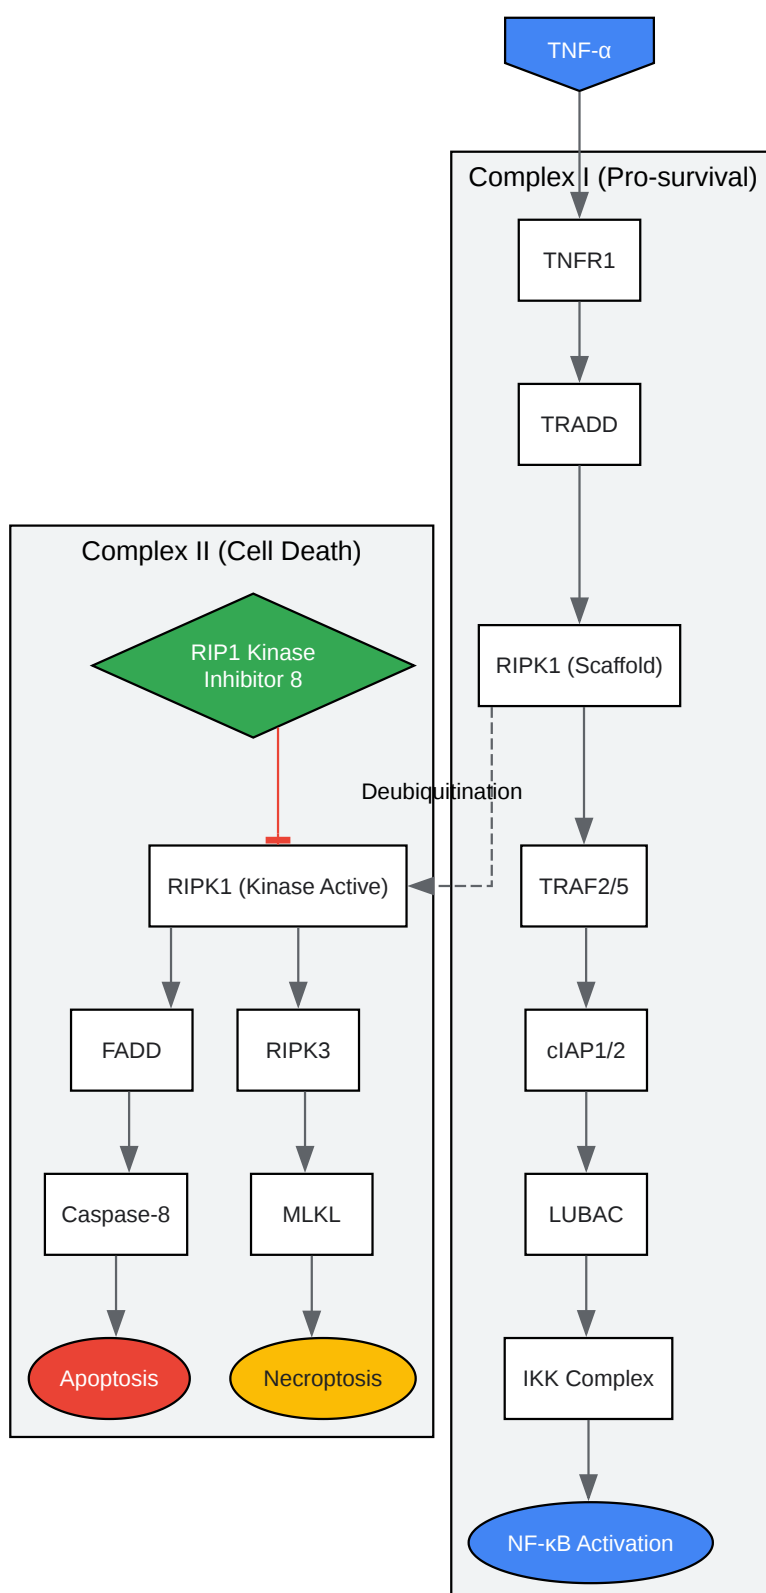 TNF-α
Complex I (Pro-survival)
TNFR1
TRADD
Complex II (Cell Death)
RIP1 Kinase
Inhibitor 8
RIPK1 (Scaffold)
Deubiquitination
RIPK1 (Kinase Active)
TRAF2/5
FADD
RIPK3
cIAP1/2
Caspase-8
MLKL
LUBAC
Apoptosis
Necroptosis
IKK Complex
NF-κB Activation